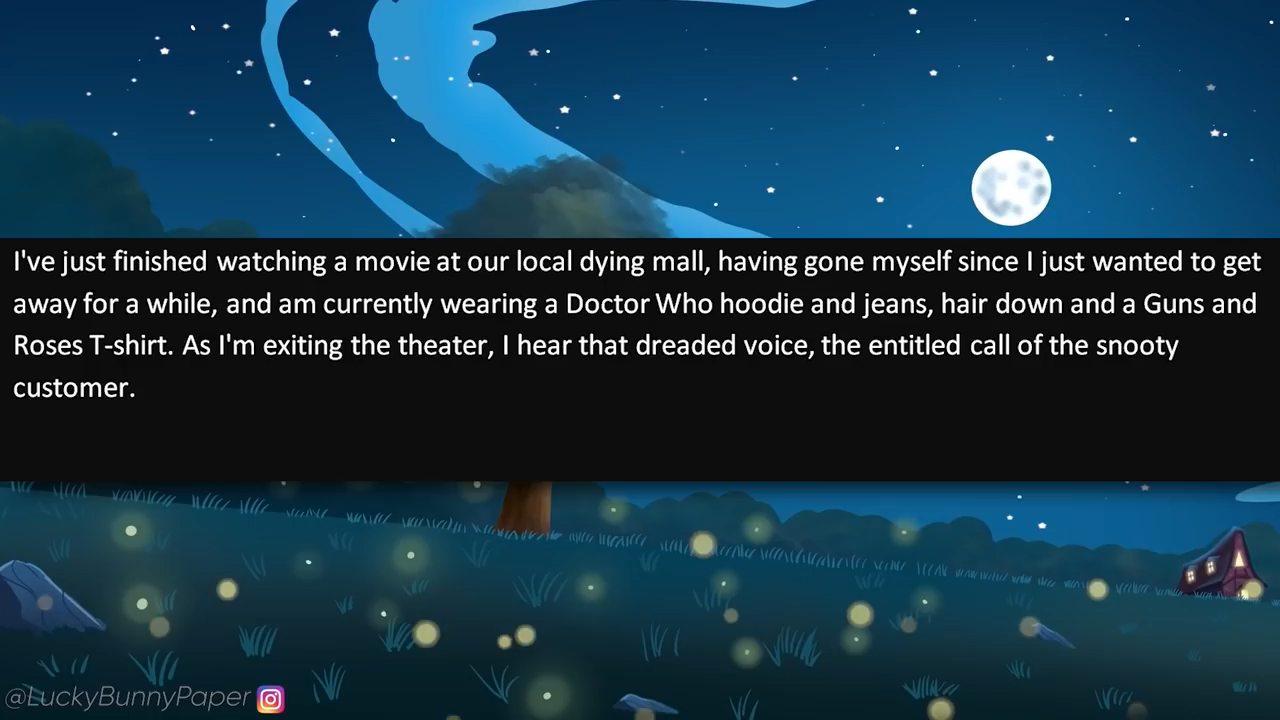 I've just finished watching a movie at our local dying mall, having gone myself since I just wanted to get
away for a while, and am currently wearing a Doctor Who hoodie and jeans, hair down and a Guns and
Roses T-shirt. As I'm exiting the theater, I hear that dreaded voice, the entitled call of the snooty
customer.
@LuckyBunnyPaper